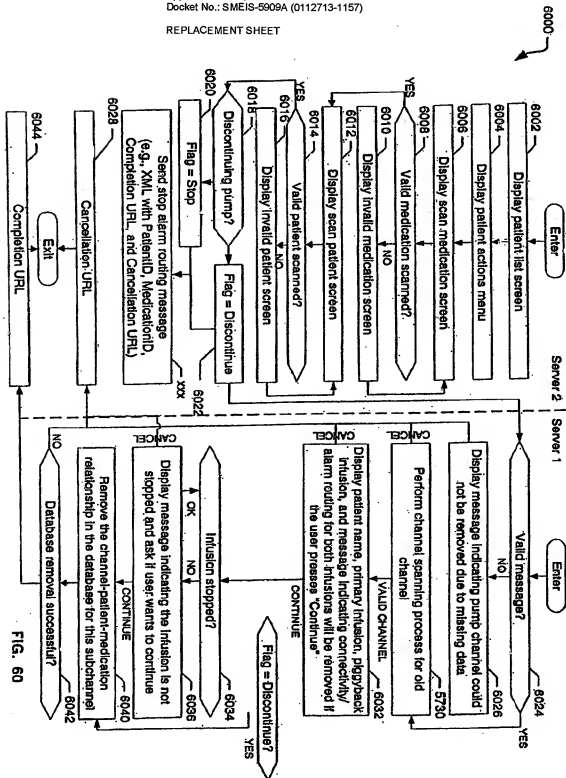 Docket No.: SMEIS-5909A (0112713-1157)
REPLACEMENT SHEET
6000
Enter
6002
Display patient list screen
6004
Display patient actions menu
6006
Display scan medication screen
6008
Valid medication scanned?
YES
NO
6010
Display invalid medication screen
6012
Display scan patient screen
6014
Valid patient scanned?
YES
NO
6016
Display invalid patient screen
6018
Discontinuing pump?
6020
Flag = Stop
Flag = Discontinue
6022
Send stop alarm routing message
(e.g., XML with PatientID, MedicationID,
Completion URL, and Cancellation URL)
xxx
6028
Cancellation URL
Exit
6044
Completion URL
Server 2
Server 1
Enter
Valid message?
6024
NO
YES
Display message indicating pump channel could
not be removed due to missing data
6026
CANCEL
Perform channel spanning process for old
channel
5730
VALID CHANNEL
CANCEL
Display patient name, primary infusion, piggyback
infusion, and message indicating connectivity/
alarm routing for both infusions will be removed if
the user presses "Continue"
6032
CONTINUE
Flag = Discontinue?
YES
Infusion stopped?
6034
OK
NO
CANCEL
Display message indicating the infusion is not
stopped and ask if user wants to continue
6036
CONTINUE
Remove the channel-patient-medication
relationship in the database for this subchannel
6040
NO
Database removal successful?
6042
FIG. 60